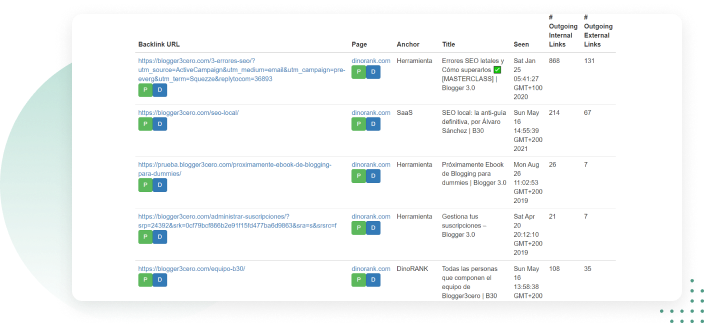 Backlink URL Page Anchor Title Seen # Outgoing Internal Links # Outgoing External Links
https://blogger3cero.com/3-errores-seo/? dinorank.com Herramienta Errores SEO letales y Sat Jan 868 131
utm_source=ActiveCampaign&utm_medium=email&utm_campaign=pre- P D Cómo superarlos ✅ 25
everg&utm_term=Squezze&replytocom=36893 [MASTERCLASS] | 05:41:27
P D Blogger 3.0 GMT+100
2020
https://blogger3cero.com/seo-local/ dinorank.com SaaS SEO local: la anti-guía Sun May 214 67
P D P D definitiva, por Álvaro 16
Sánchez | B30 14:55:39
GMT+200
2021
https://prueba.blogger3cero.com/proximamente-ebook-de-blogging- dinorank.com Herramienta Próximamente Ebook Mon Aug 26 7
para-dummies/ P D de Blogging para 26
P D dummies | Blogger 3.0 11:02:53
GMT+200
2019
https://blogger3cero.com/administrar-suscripciones/? dinorank.com Herramienta Gestiona tus Sat Apr 21 7
P D suscripciones – 20
P D Blogger 3.0 20:12:10
GMT+200
2019
https://blogger3cero.com/equipo-b30/ dinorank.com DinoRANK Todas las personas Sun May 108 35
P D P D que componen el 16
equipo de 13:58:38
Blogger3cero | B30 GMT+200